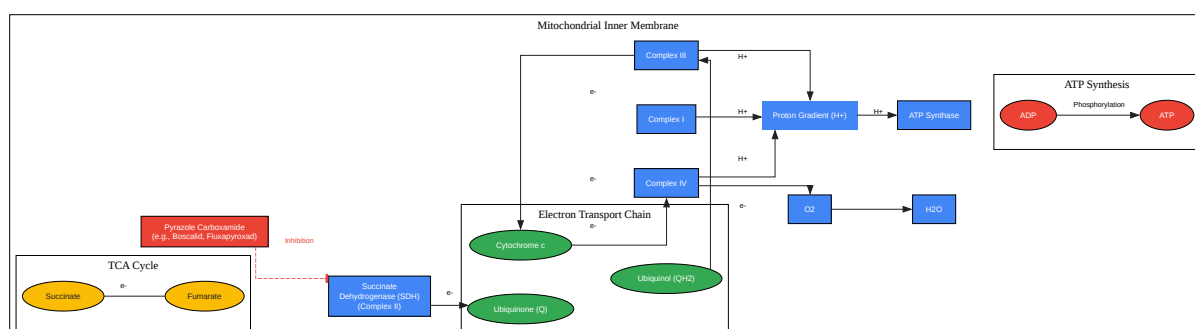 Mitochondrial Inner Membrane
Complex III
H+
e-
Complex I
H+
Proton Gradient (H+)
H+
ATP Synthase
ATP Synthesis
Phosphorylation
ADP
ATP
H+
e-
Complex IV
e-
O2
H2O
Pyrazole Carboxamide
(e.g., Boscalid, Fluxapyroxad)
Inhibition
Electron Transport Chain
e-
Cytochrome c
TCA Cycle
e-
Succinate
Fumarate
Succinate
Dehydrogenase (SDH)
(Complex II)
e-
Ubiquinol (QH2)
Ubiquinone (Q)